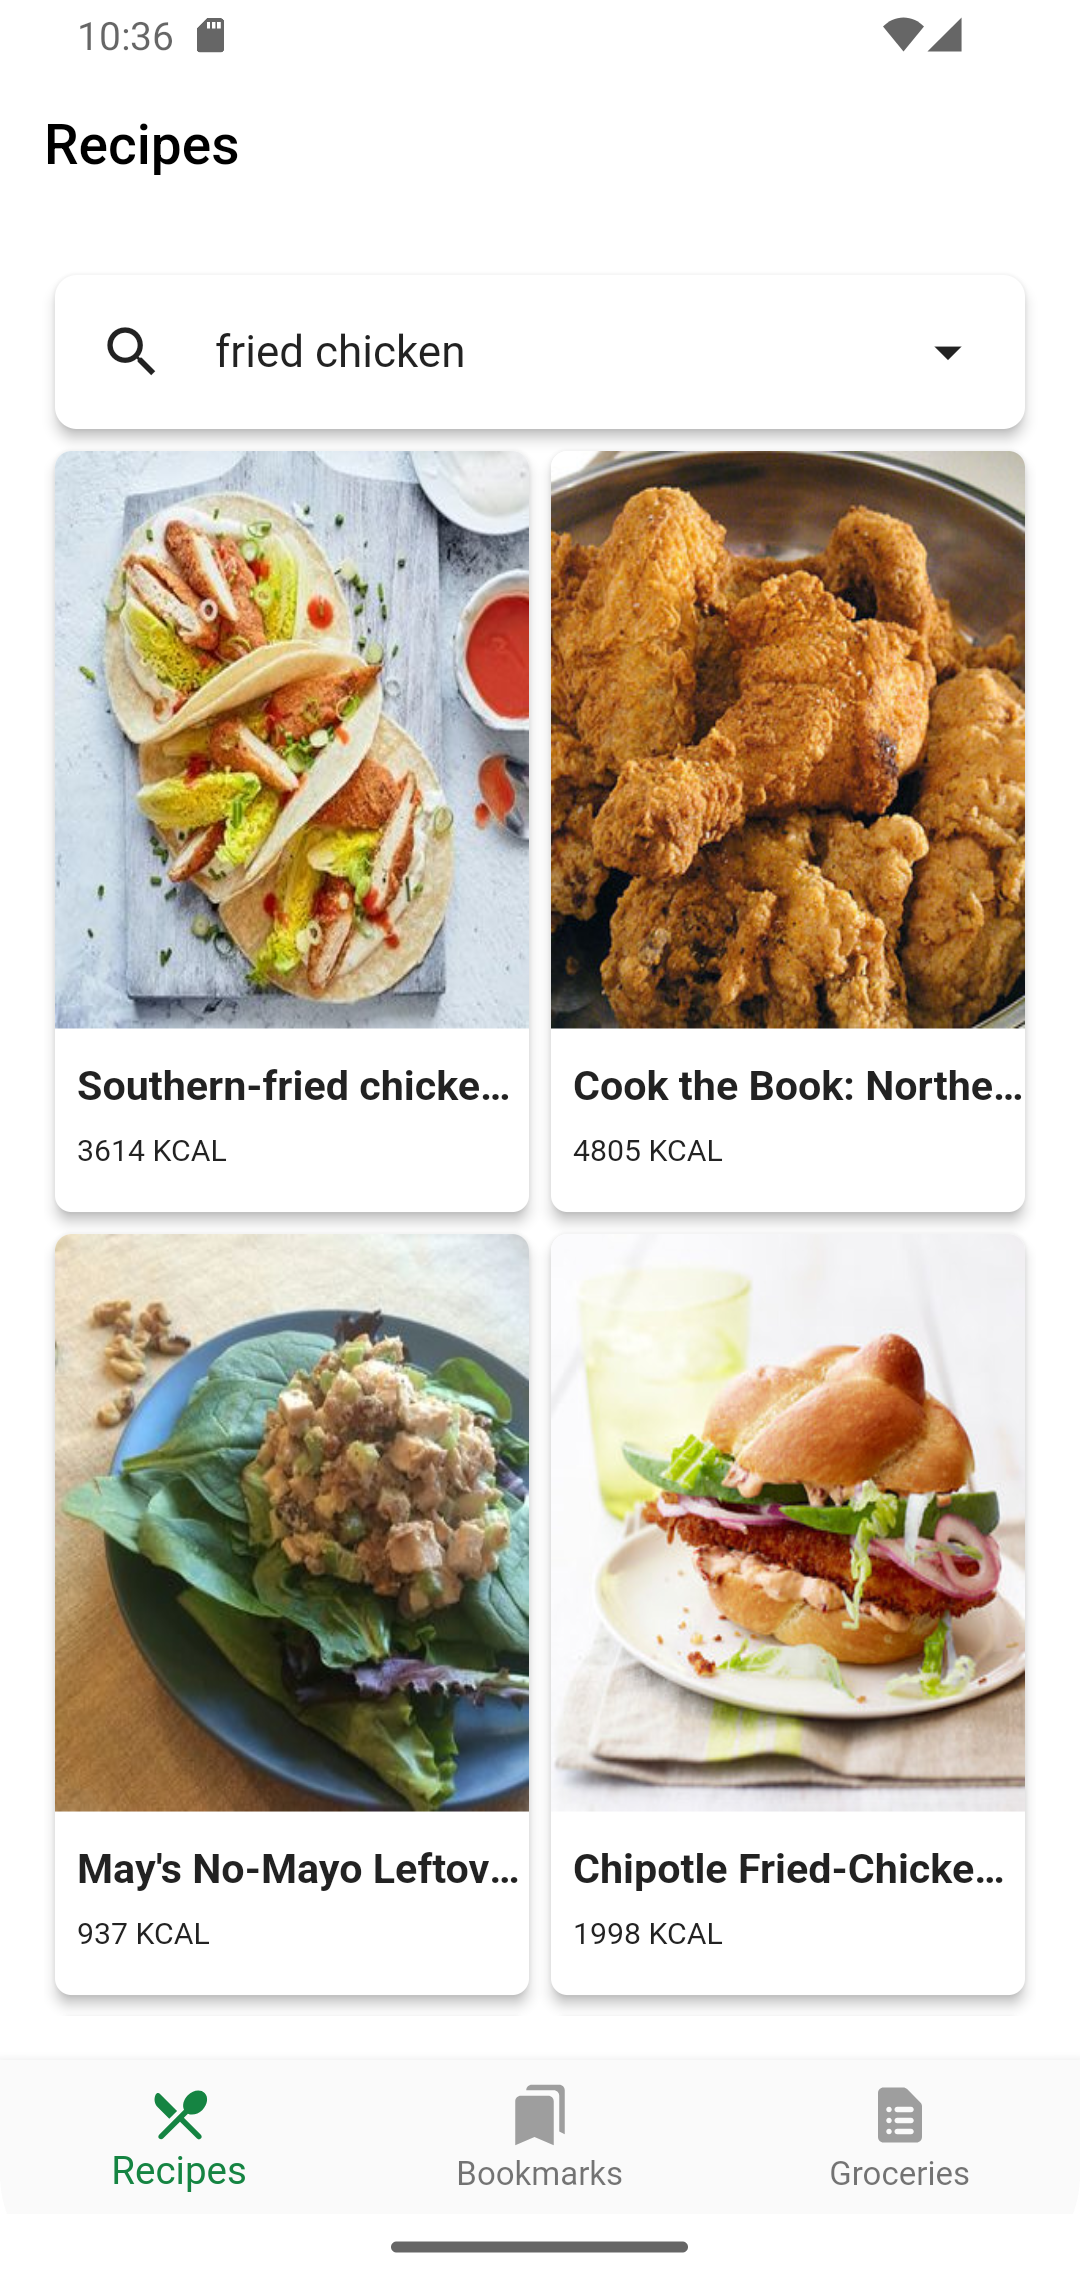 10:36
Recipes
fried chicken
Southern-fried chicke...
3614 KCAL
Cook the Book: Northe...
4805 KCAL
May's No-Mayo Leftov...
937 KCAL
Chipotle Fried-Chicke...
1998 KCAL
Recipes
Bookmarks
Groceries